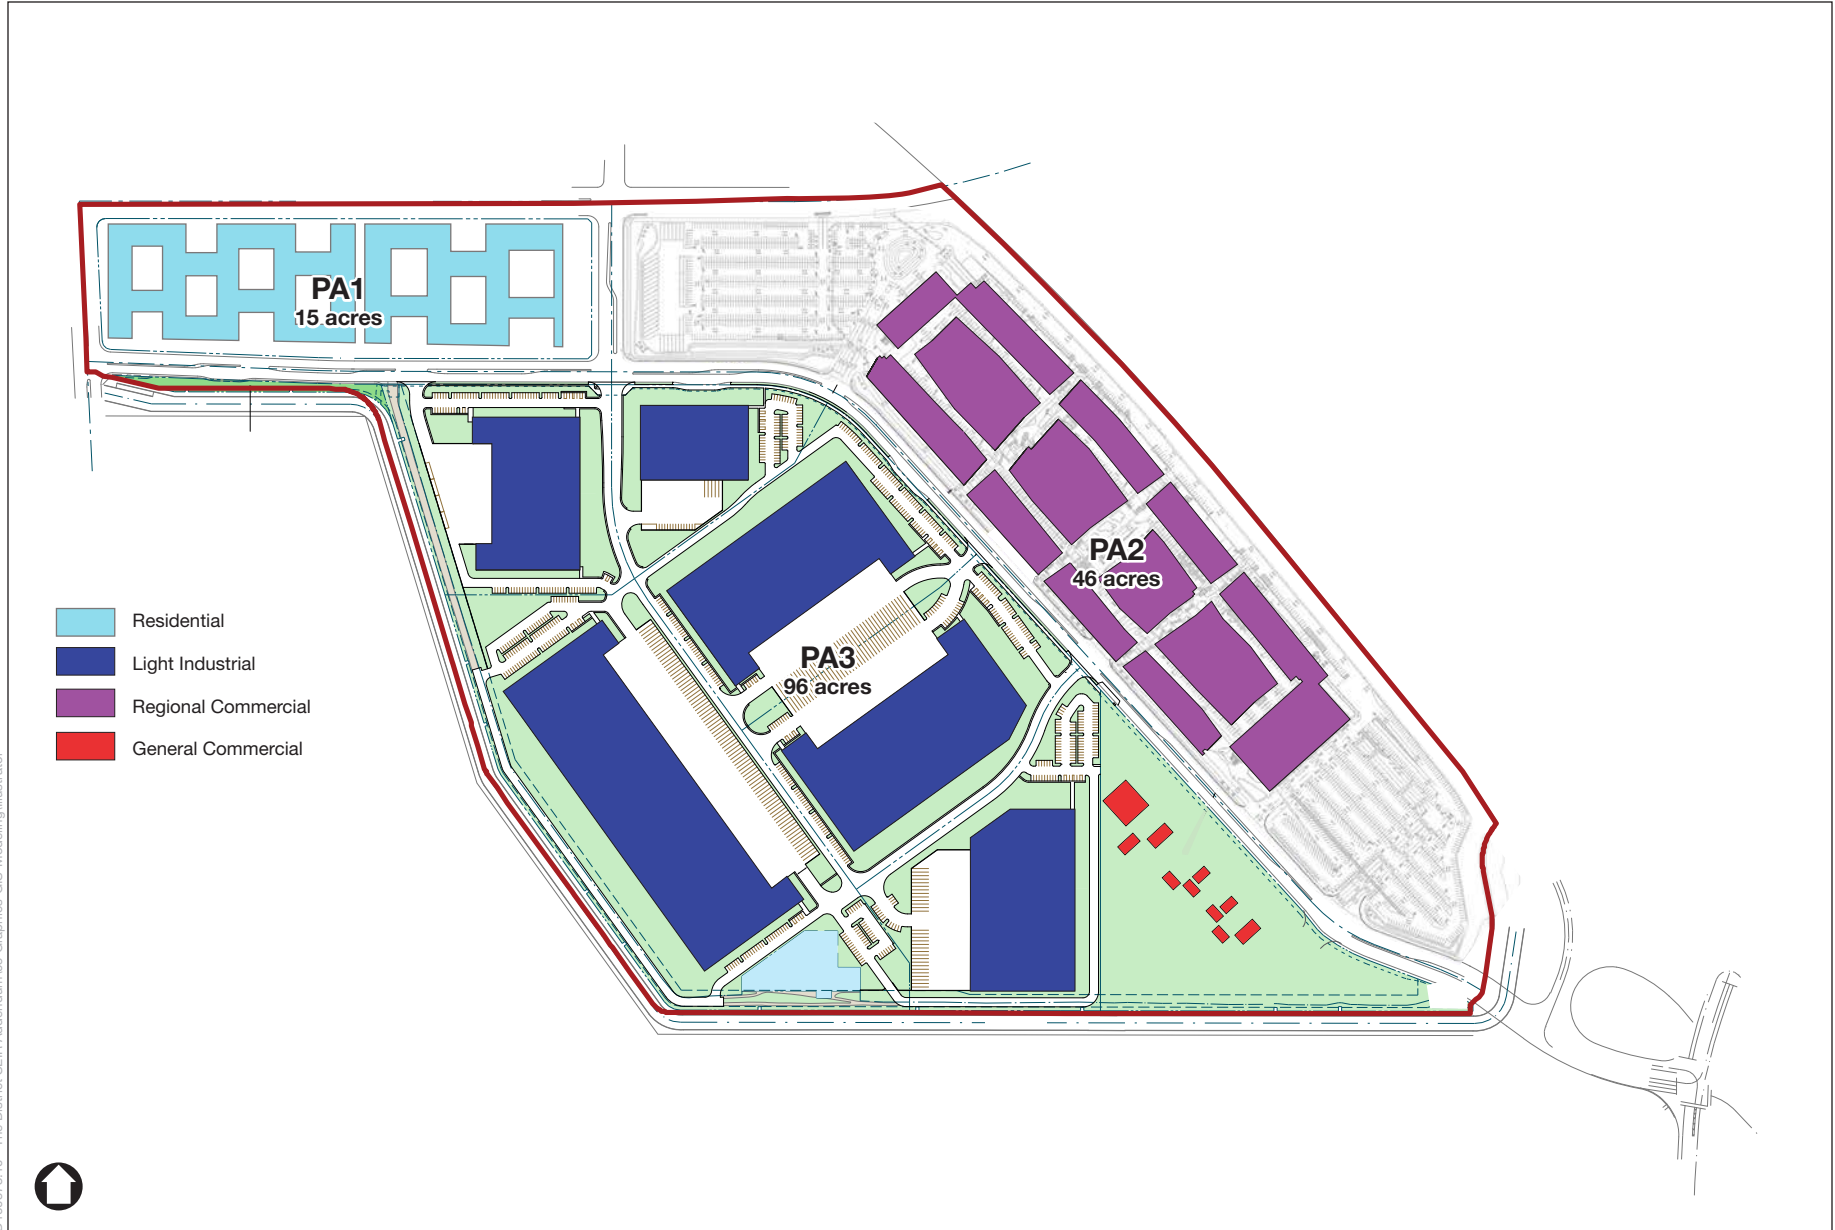 PA1
15 acres
PA2
46 acres
PA3
96 acres
Residential
Light Industrial
Regional Commercial
General Commercial